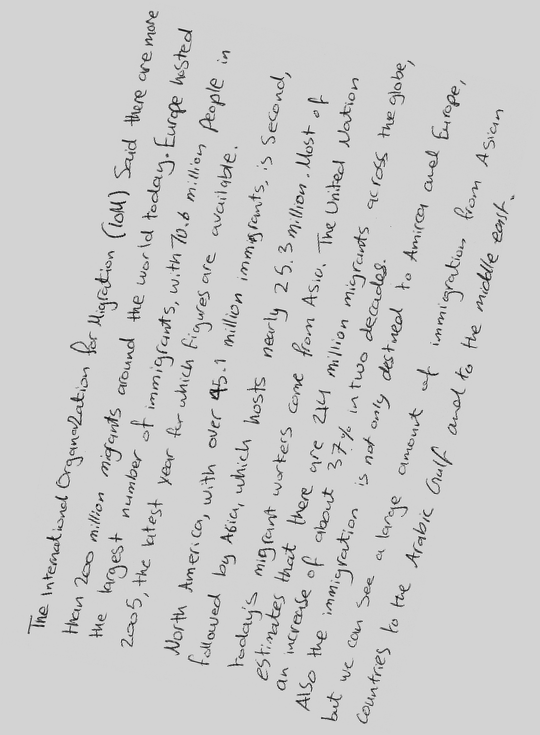 The International Organazation for Migration (IOM) Said there are more
than 200 million migrants around the world today. Europe hosted
the largest number of immigrants, with 70.6 million People in
2005, the latest year for which figures are available.
North America, with over 45.1 million immigrants, is Second,
followed by Asia, which hosts nearly 25.3 million. Most of
today's migrant workers come from Asia. The United Nation
estimates that there are 214 million migrants across the globe,
an increase of about 37% in two decades.
Also the immigration is not only destined to Amirca and Europe,
but we can see a large amount of immigration from Asian
countries to the Arabic Gulf and to the middle east.